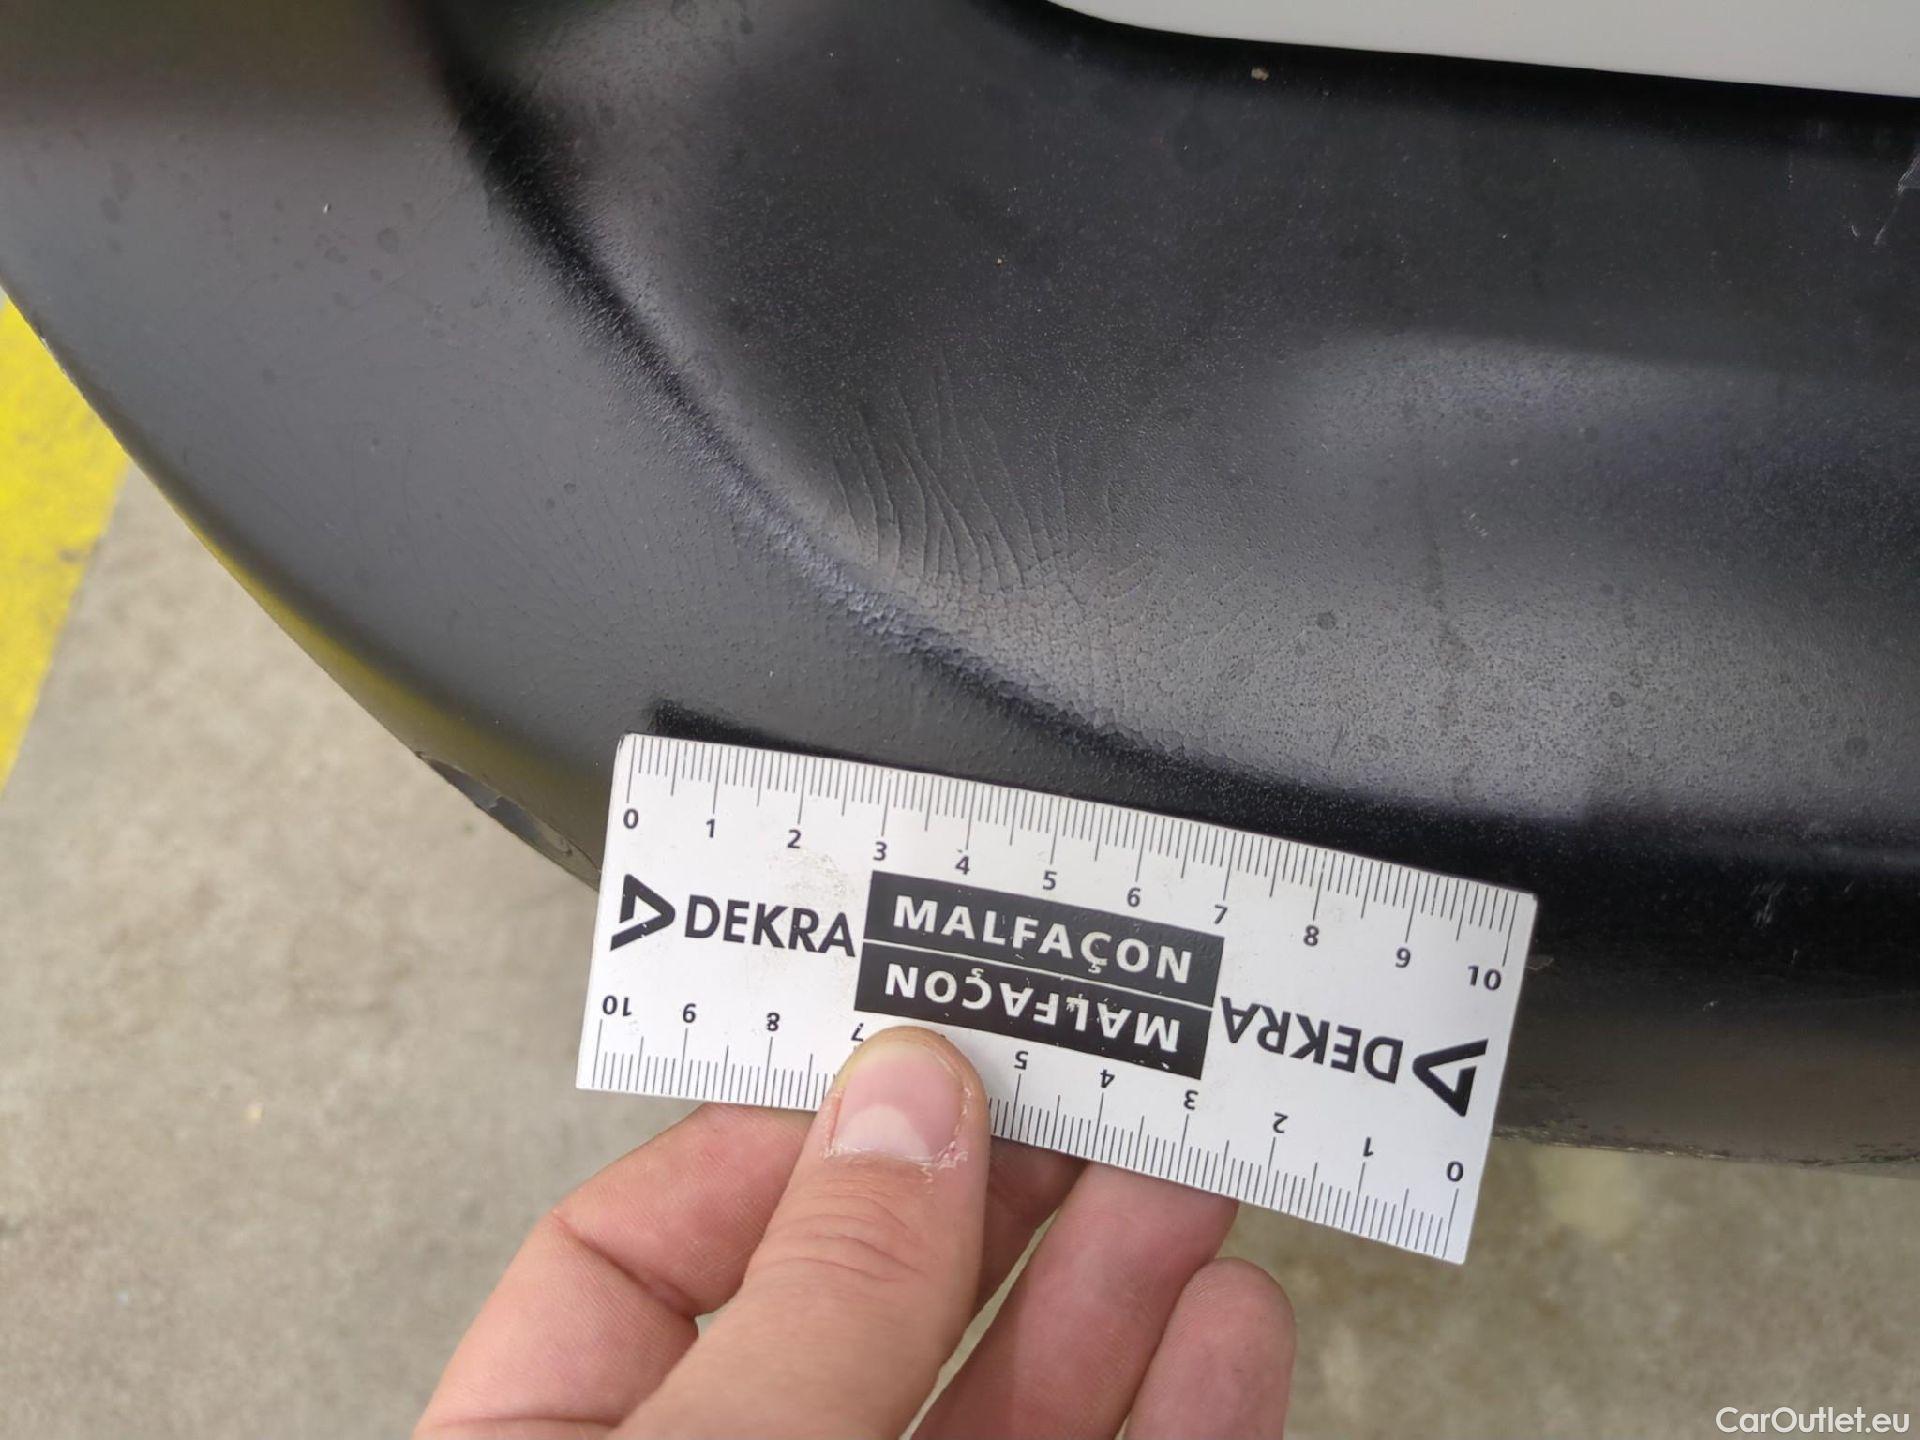 0 1 2 3 4 5 6 7 8 9 10
DEKRA MALFAÇON
MALFAÇON DEKRA
10 9 8 7 5 4 3 2 1 0
CarOutlet.eu